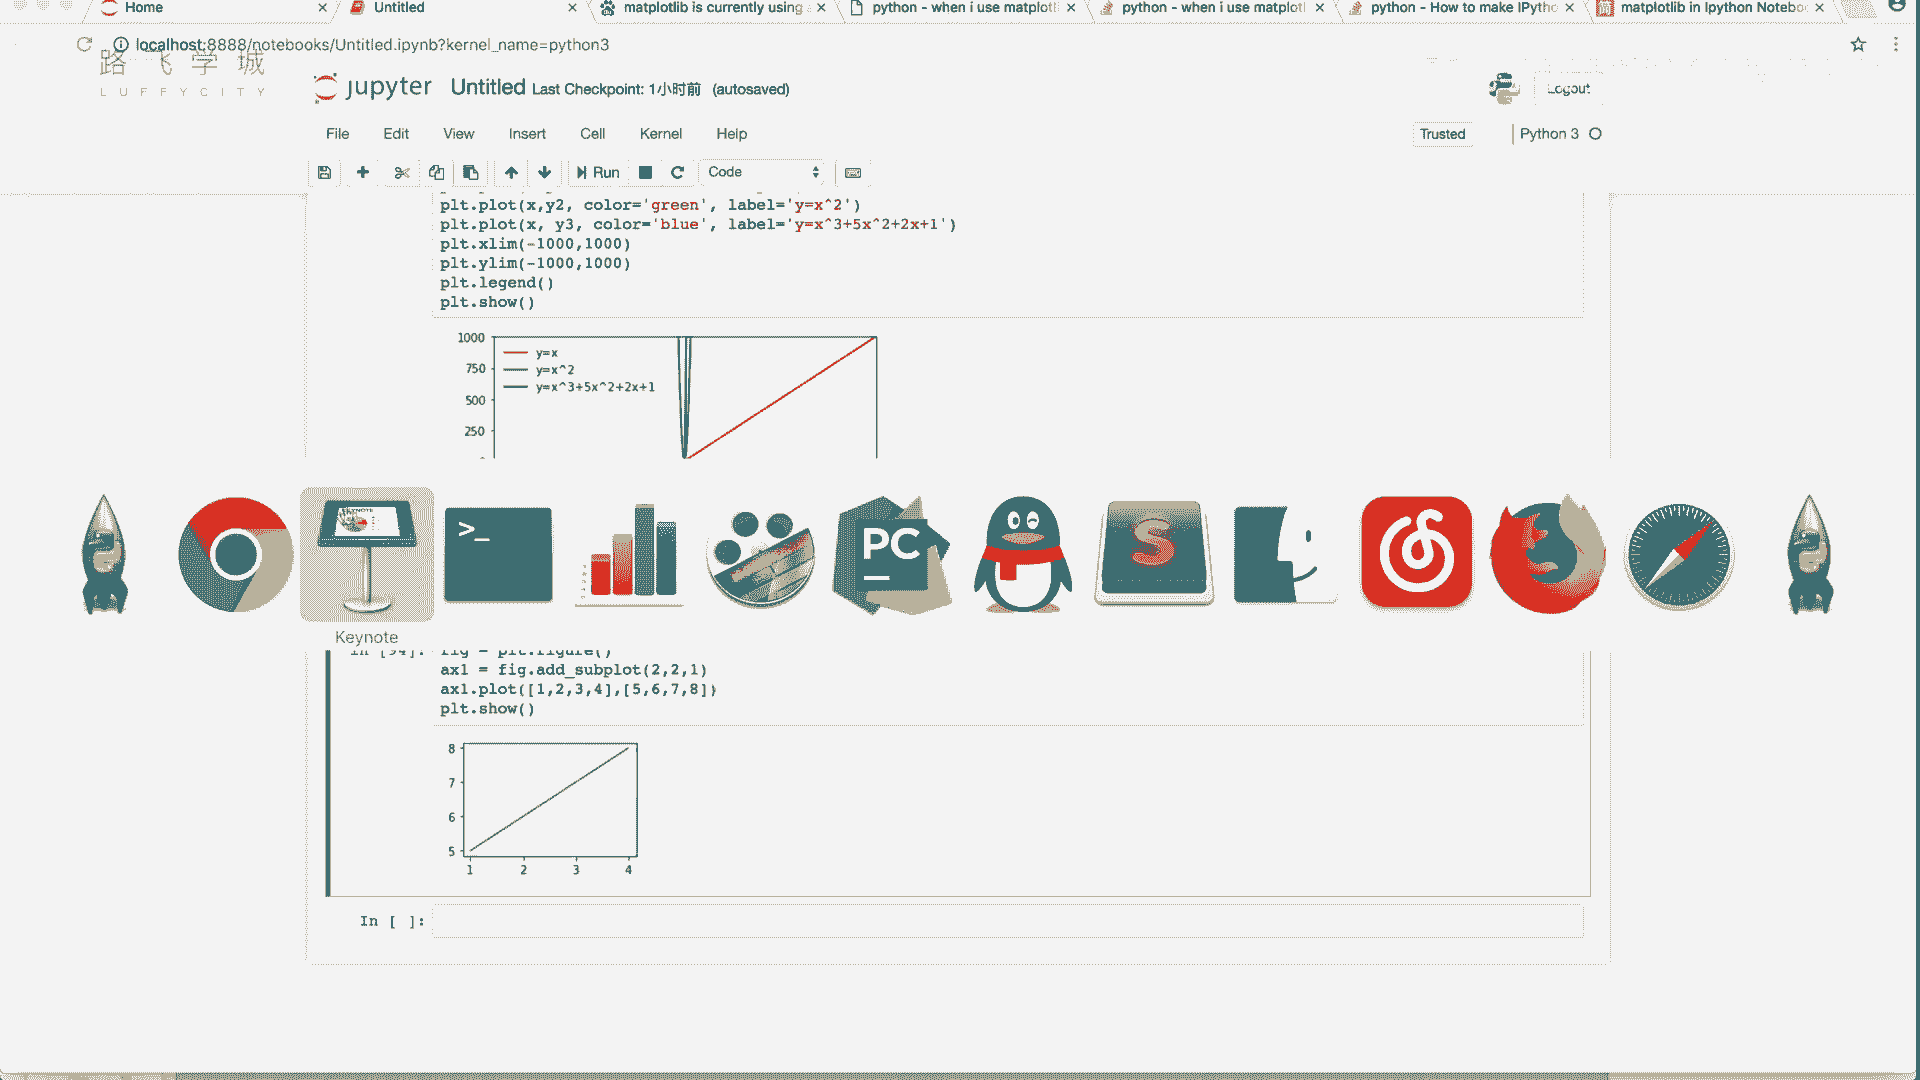 Home
Untitled
matplotlib is currently using
python - when i use matplotl
python - when i use matplotl
python - How to make IPytho
matplotlib in Ipython Notebo
localhost:8888/notebooks/Untitled.ipynb?kernel_name=python3
路飞学城
LUFFYCITY
jupyter Untitled Last Checkpoint: 1小时前 (autosaved)
Logout
File Edit View Insert Cell Kernel Help
Trusted
Python 3
Run
Code
plt.plot(x,y2, color='green', label='y=x^2')
plt.plot(x, y3, color='blue', label='y=x^3+5x^2+2x+1')
plt.xlim(-1000,1000)
plt.ylim(-1000,1000)
plt.legend()
plt.show()
1000
750
500
250
y=x
y=x^2
y=x^3+5x^2+2x+1
>_
PC
S
Keynote
In [94]: fig = plt.figure()
ax1 = fig.add_subplot(2,2,1)
ax1.plot([1,2,3,4],[5,6,7,8])
plt.show()
8
7
6
5
1 2 3 4
In [ ]: